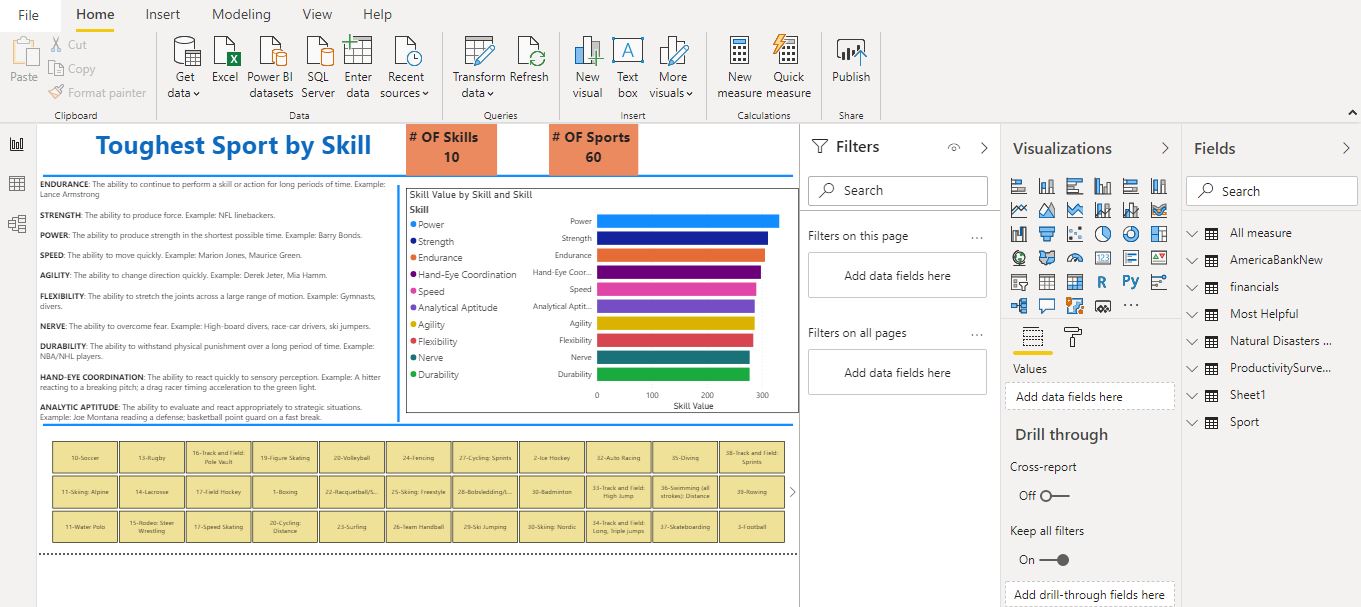 File
Home
Insert
Modeling
View
Help
Paste
Cut
Copy
Format painter
Clipboard
Get data
Excel
Power BI datasets
SQL Server
Enter data
Recent sources
Data
Transform data
Refresh
Queries
New visual
Text box
More visuals
Insert
New measure
Quick measure
Calculations
Publish
Share
Toughest Sport by Skill
# OF Skills
10
# OF Sports
60
ENDURANCE: The ability to continue to perform a skill or action for long periods of time. Example:
Lance Armstrong
STRENGTH: The ability to produce force. Example: NFL linebackers.
POWER: The ability to produce strength in the shortest possible time. Example: Barry Bonds.
SPEED: The ability to move quickly. Example: Marion Jones, Maurice Green.
AGILITY: The ability to change direction quickly. Example: Derek Jeter, Mia Hamm.
FLEXIBILITY: The ability to stretch the joints across a large range of motion. Example: Gymnasts,
divers.
NERVE: The ability to overcome fear. Example: High-board divers, race-car drivers, ski jumpers.
DURABILITY: The ability to withstand physical punishment over a long period of time. Example:
NBA/NHL players.
HAND-EYE COORDINATION: The ability to react quickly to sensory perception. Example: A hitter
reacting to a breaking pitch; a drag racer timing acceleration to the green light.
ANALYTIC APTITUDE: The ability to evaluate and react appropriately to strategic situations.
Example: Joe Montana reading a defense; basketball point guard on a fast break.
Skill Value by Skill and Skill
Skill
Power
Strength
Endurance
Hand-Eye Coordination
Speed
Analytical Aptitude
Agility
Flexibility
Nerve
Durability
Power
Strength
Endurance
Hand-Eye Coor...
Speed
Analytical Aptit...
Agility
Flexibility
Nerve
Durability
0 100 200 300
Skill Value
10-Soccer
13-Rugby
16-Track and Field:
Pole Vault
19-Figure Skating
20-Volleyball
24-Fencing
27-Cycling: Sprints
2-Ice Hockey
32-Auto Racing
35-Diving
38-Track and Field:
Sprints
11-Skiing: Alpine
14-Lacrosse
17-Field Hockey
1-Boxing
22-Racquetball/S...
25-Skiing: Freestyle
28-Bobsledding/L...
30-Badminton
33-Track and Field:
High Jump
36-Swimming (all
strokes): Distance
39-Rowing
11-Water Polo
15-Rodeo: Steer
Wrestling
17-Speed Skating
20-Cycling:
Distance
23-Surfing
26-Team Handball
29-Ski Jumping
30-Skiing: Nordic
34-Track and Field:
Long, Triple jumps
37-Skateboarding
3-Football
Filters
Search
Filters on this page
...
Add data fields here
Filters on all pages
...
Add data fields here
Visualizations
123
R
Py
...
Values
Add data fields here
Drill through
Cross-report
Off
Keep all filters
On
Add drill-through fields here
Fields
Search
All measure
AmericaBankNew
financials
Most Helpful
Natural Disasters ...
ProductivitySurve...
Sheet1
Sport